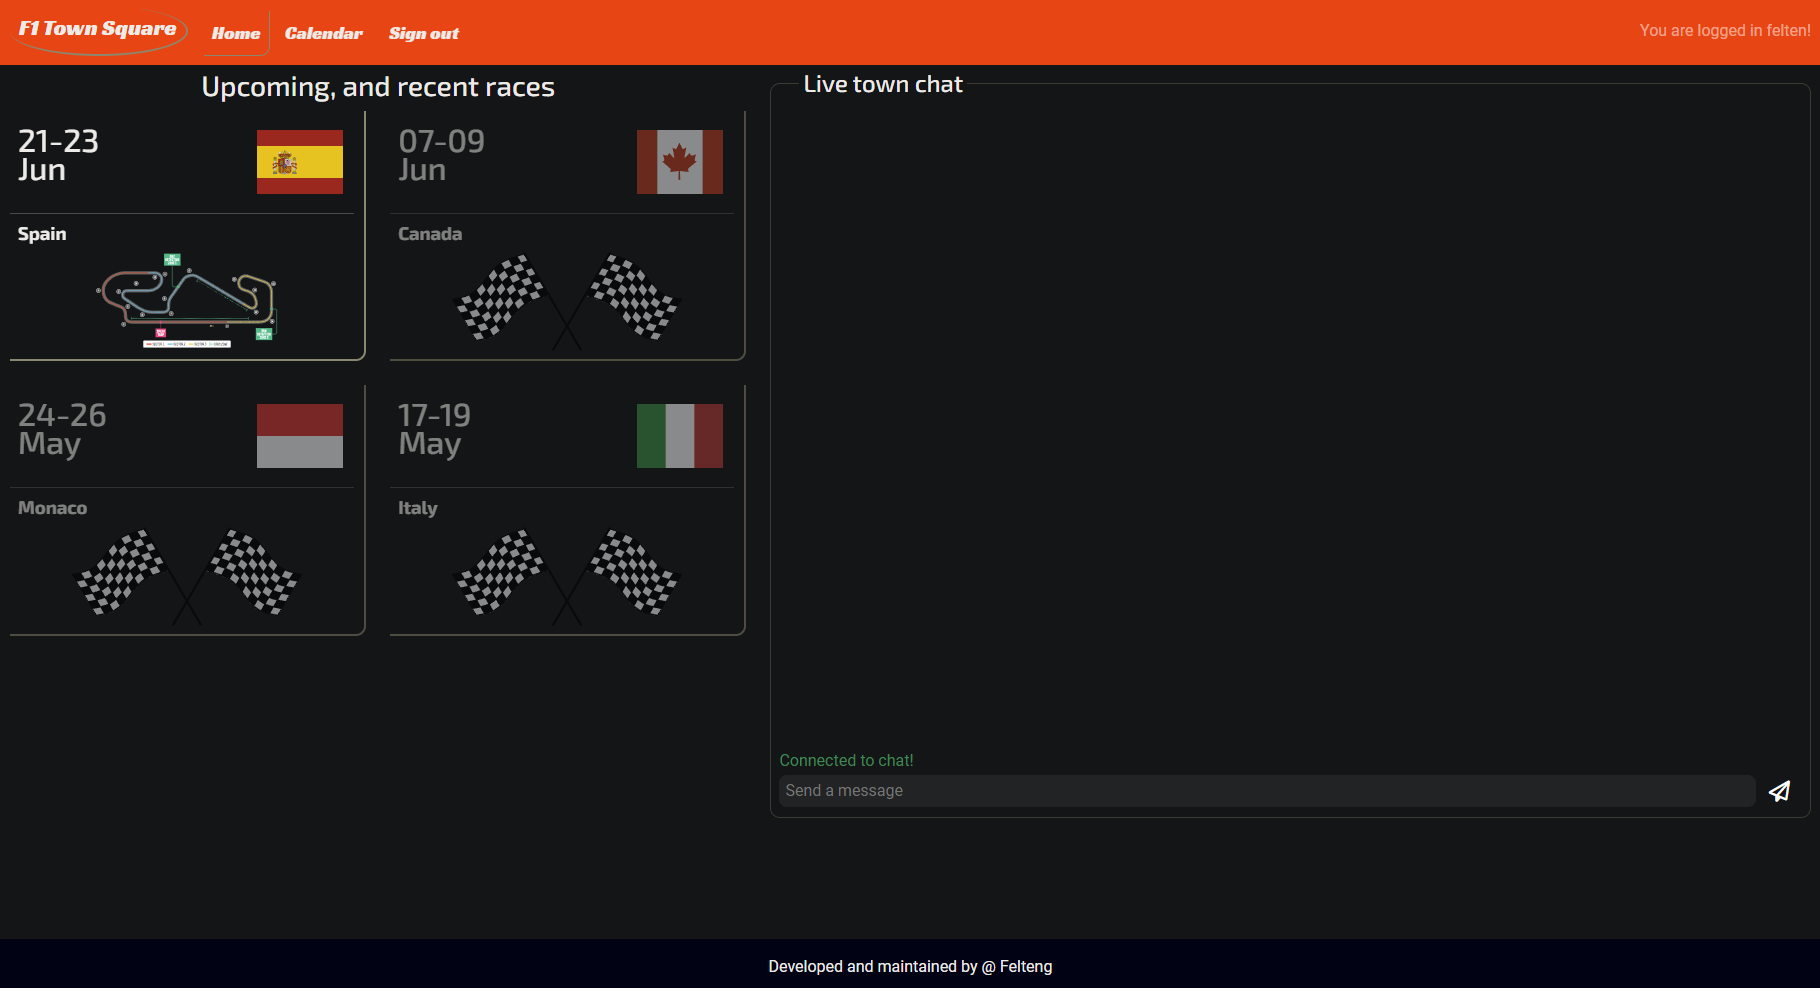 F1 Town Square
Home
Calendar
Sign out
You are logged in felten!
Upcoming, and recent races
21-23
Jun
Spain
07-09
Jun
Canada
24-26
May
Monaco
17-19
May
Italy
Live town chat
Connected to chat!
Send a message
Developed and maintained by @ Felteng